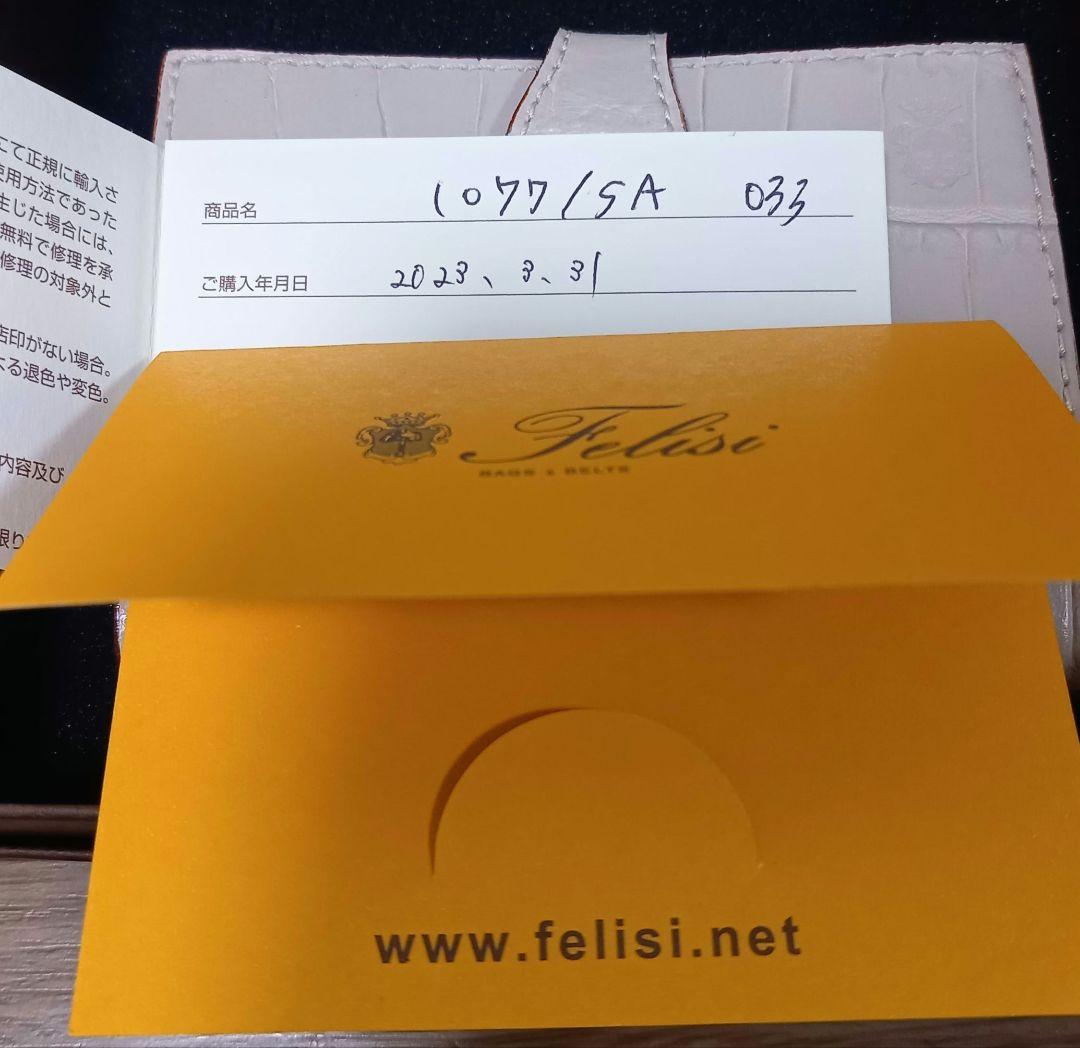 にて正規に輸入さ
使用方法であった
生じた場合には、
無料で修理を承
修理の対象外と
店印がない場合。
よる退色や変色。
内容及び
限り
商品名 1077/SA 033
ご購入年月日 2023、3、31
Felisi
BAGS & BELTS
www.felisi.net